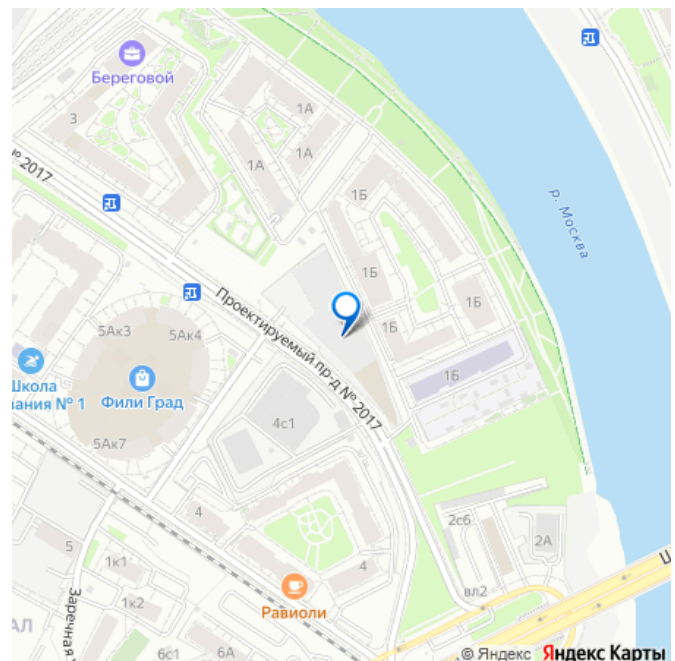 Береговой
3
1А
1А
1А
№ 2017
1Б
р. Москва
1Б
1Б
1Б
Проектируемый пр-д № 2017
5Ак3
5Ак4
Школа
вания № 1
Фили Град
5Ак7
4с1
1Б
4
2с6
2А
5
1к1
4
вл2
1к2
Равиоли
Заречная
АЛ
6с1
6А
© Яндекс Яндекс Карты